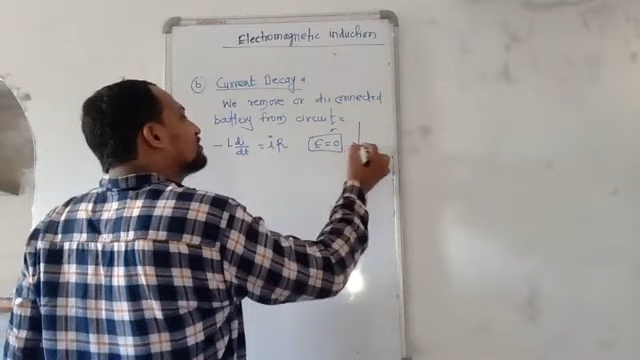 Electromagnetic induction
(b) Current Decay :
We remove or disconnected
battery from circuit =
- L di/dt = iR E=0